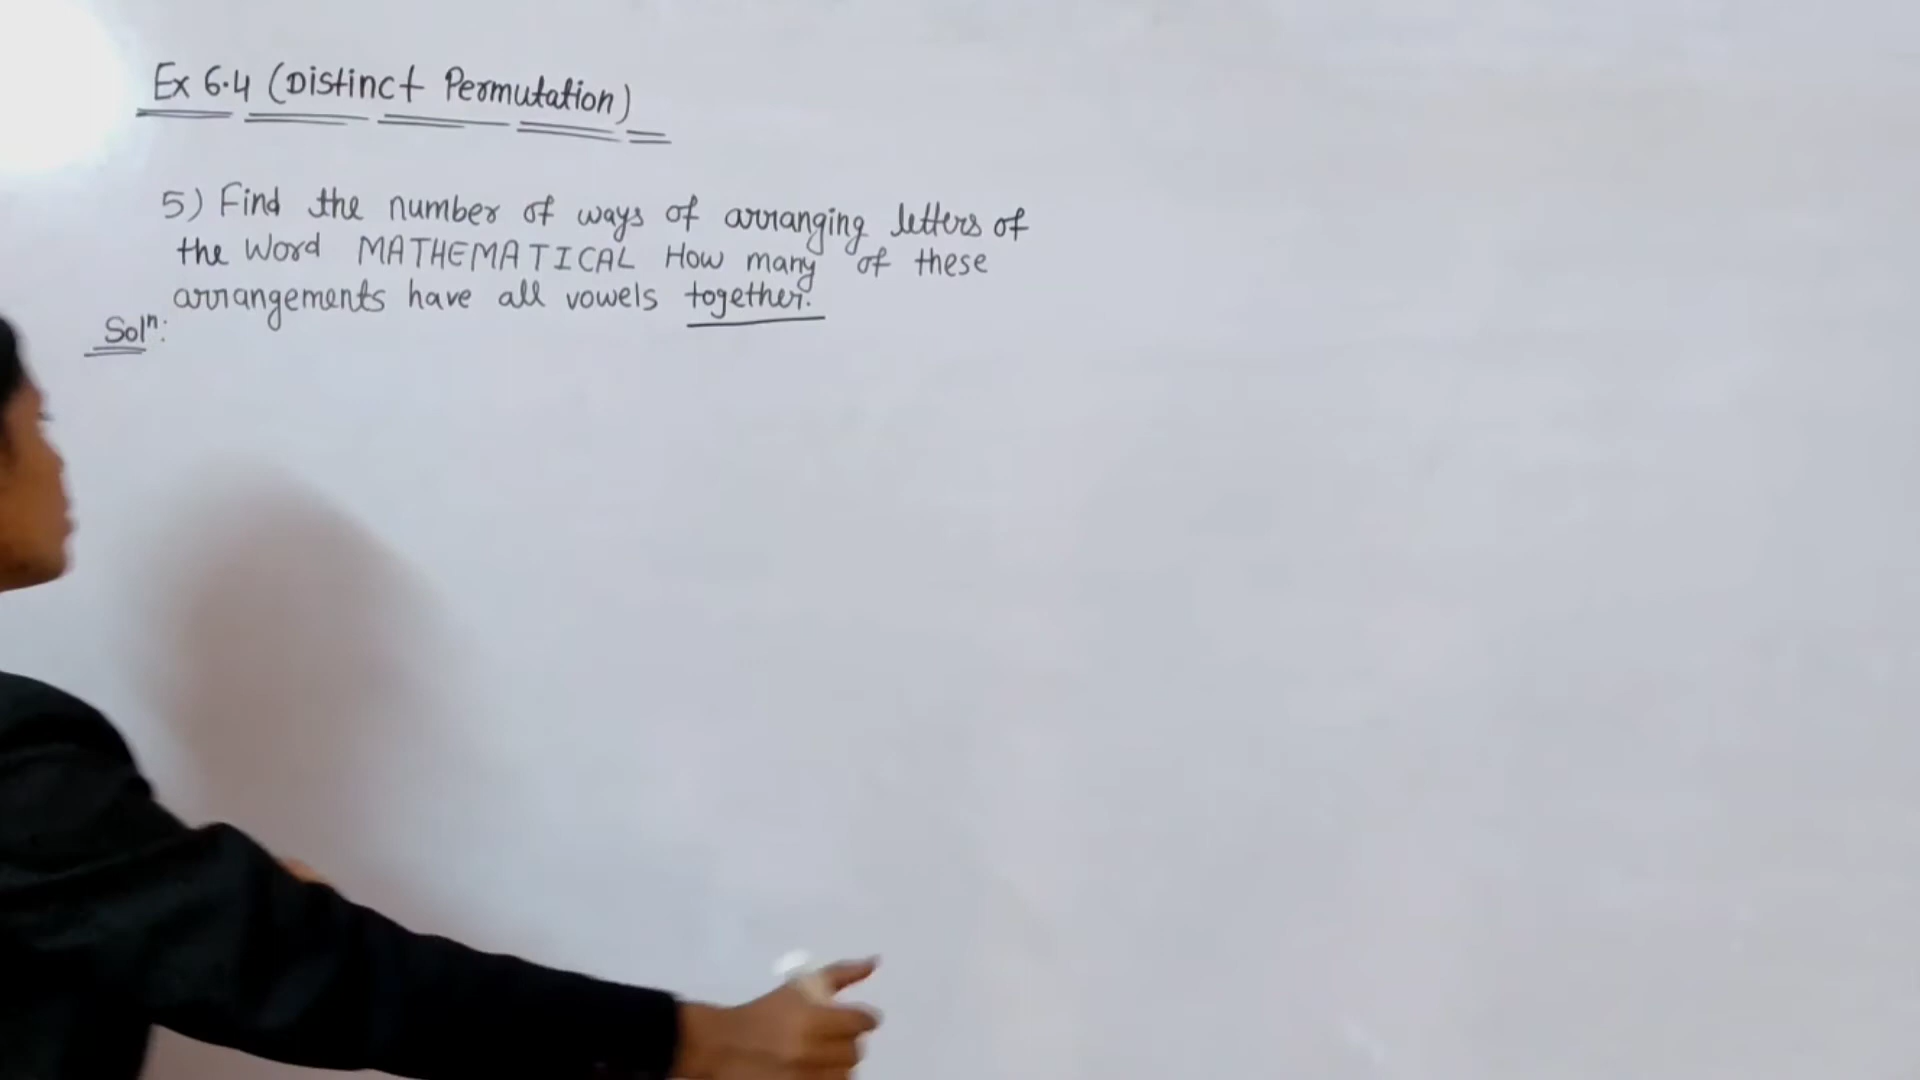 Ex 6.4 (Distinct Permutation)
5) Find the number of ways of arranging letters of
the Word MATHEMATICAL How many of these
arrangements have all vowels together.
Solⁿ: